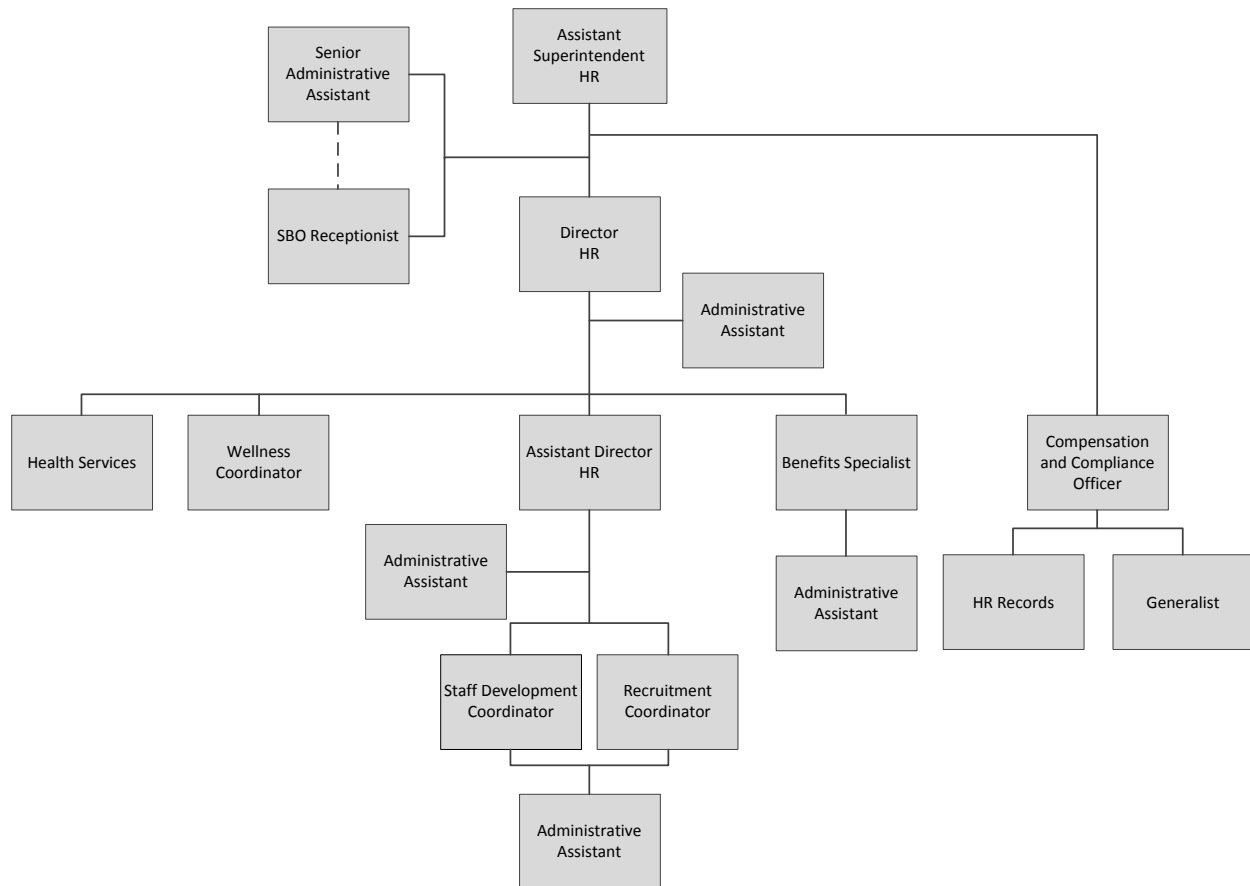 Assistant
Superintendent
HR
Senior
Administrative
Assistant
SBO Receptionist
Director
HR
Administrative
Assistant
Health Services
Wellness
Coordinator
Assistant Director
HR
Benefits Specialist
Compensation
and Compliance
Officer
Administrative
Assistant
Administrative
Assistant
HR Records
Generalist
Staff Development
Coordinator
Recruitment
Coordinator
Administrative
Assistant